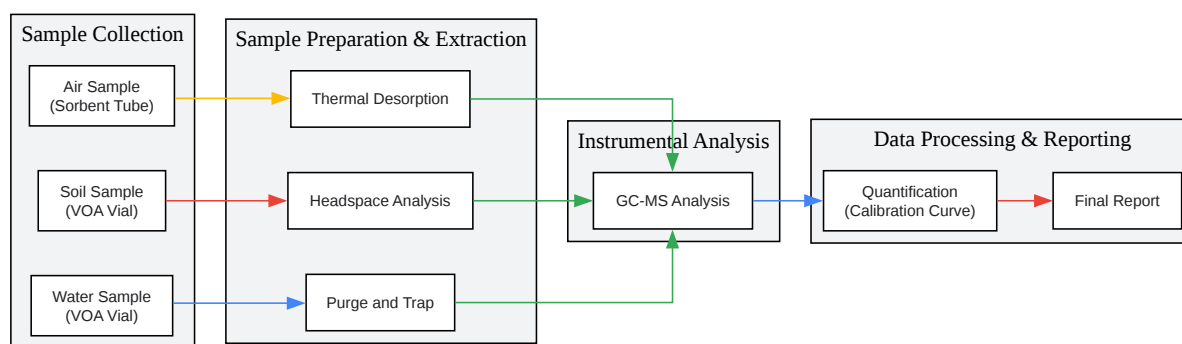 Sample Collection
Air Sample
(Sorbent Tube)
Soil Sample
(VOA Vial)
Water Sample
(VOA Vial)
Sample Preparation & Extraction
Thermal Desorption
Headspace Analysis
Purge and Trap
Instrumental Analysis
GC-MS Analysis
Data Processing & Reporting
Quantification
(Calibration Curve)
Final Report